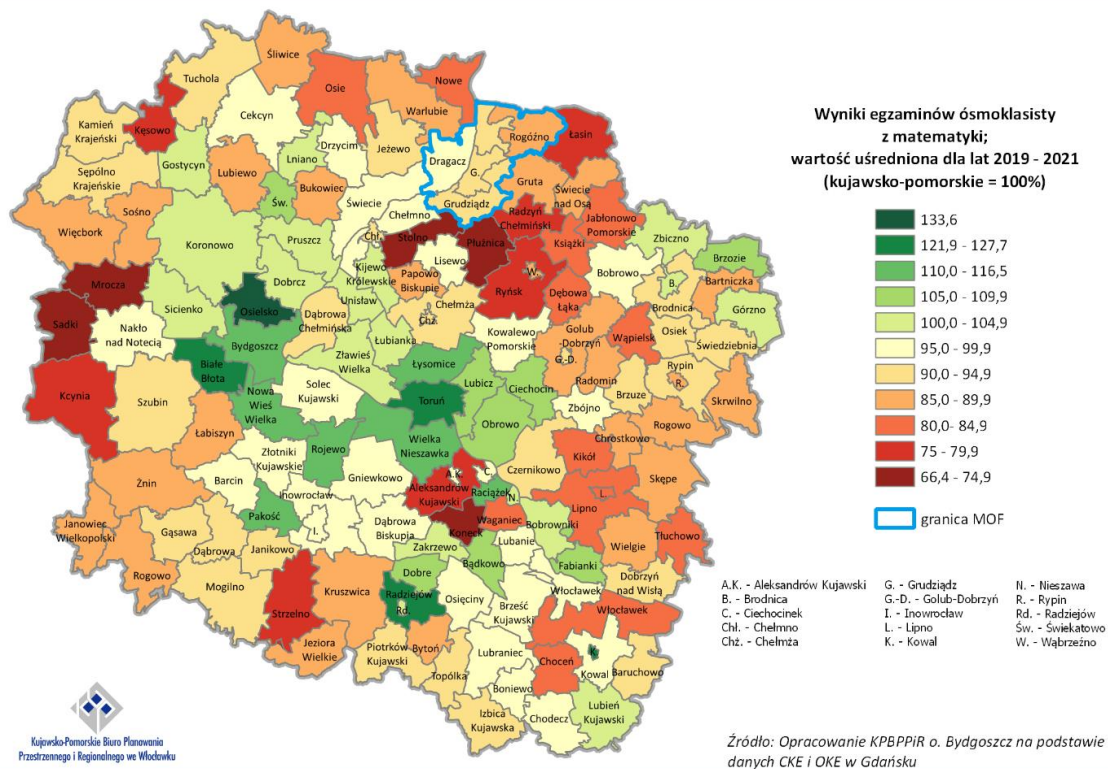 Wyniki egzaminów ósmoklasisty
z matematyki;
wartość uśredniona dla lat 2019 - 2021
(kujawsko-pomorskie = 100%)
133,6
121,9 - 127,7
110,0 - 116,5
105,0 - 109,9
100,0 - 104,9
95,0 - 99,9
90,0 - 94,9
85,0 - 89,9
80,0- 84,9
75 - 79,9
66,4 - 74,9
granica MOF
A.K. - Aleksandrów Kujawski
B. - Brodnica
C. - Ciechocinek
Chł. - Chełmno
Chż. - Chełmża
G. - Grudziądz
G.-D. - Golub-Dobrzyń
I. - Inowrocław
L. - Lipno
K. - Kowal
N. - Nieszawa
R. - Rypin
Rd. - Radziejów
Św. - Świekatowo
W. - Wąbrzeźno
Śliwice
Tuchola
Osie
Nowe
Warlubie
Cekcyn
Kęsowo
Kamień
Krajeński
Rogóźno
Łasin
Drzycim
Jeżewo
Dragacz
G.
Gostycyn
Lniano
Sępólno
Krajeńskie
Lubiewo
Bukowiec
Św.
Świecie
Grudziądz
Gruta
Świecie
nad Osą
Sośno
Więcbork
Koronowo
Pruszcz
Chełmno
Chł.
Stolno
Płużnica
Radzyń
Chełmiński
Książki
Jabłonowo
Pomorskie
Zbiczno
Brzozie
Mrocza
Sicienko
Dobrcz
Kijewo
Królewskie
Lisewo
Papowo
Biskupie
W.
Ryńsk
Dębowa
Łąka
Bobrowo
B.
Brodnica
Bartniczka
Górzno
Sadki
Nakło
nad Notecią
Osielsko
Unisław
Dąbrowa
Chełmińska
Chełmża
Chż.
Kowalewo
Pomorskie
Golub
-Dobrzyń
G.-D.
Wąpielsk
Osiek
Świedziebnia
Bydgoszcz
Białe
Błota
Łubianka
Zławieś
Wielka
Łysomice
Lubicz
Ciechocin
Radomin
Rypin
R.
Brzuze
Skrwilno
Kcynia
Szubin
Nowa
Wieś
Wielka
Solec
Kujawski
Toruń
Obrowo
Zbójno
Rogowo
Łabiszyn
Wielka
Nieszawka
Czernikowo
Kikół
Chrostkowo
Skępe
Złotniki
Kujawskie
Rojewo
Gniewkowo
A.K.
C.
Aleksandrów
Kujawski
Raciążek
N.
L.
Lipno
Żnin
Barcin
Inowrocław
I.
Pakość
Dąbrowa
Biskupia
Koneck
Waganiec
Bobrowniki
Wielgie
Tłuchowo
Janowiec
Wielkopolski
Gąsawa
Dąbrowa
Janikowo
Zakrzewo
Lubanie
Bądkowo
Fabianki
Rogowo
Mogilno
Strzelno
Kruszwica
Dobre
Radziejów
Rd.
Osięciny
Brześć
Kujawski
Włocławek
Włocławek
Dobrzyń
nad Wisłą
Jeziora
Wielkie
Piotrków
Kujawski
Bytoń
Topólka
Lubraniec
Choceń
K.
Kowal
Baruchowo
Boniewo
Izbica
Kujawska
Chodecz
Lubień
Kujawski
Kujawsko-Pomorskie Biuro Planowania
Przestrzennego i Regionalnego we Włocławku
Źródło: Opracowanie KPBPPiR o. Bydgoszcz na podstawie
danych CKE i OKE w Gdańsku